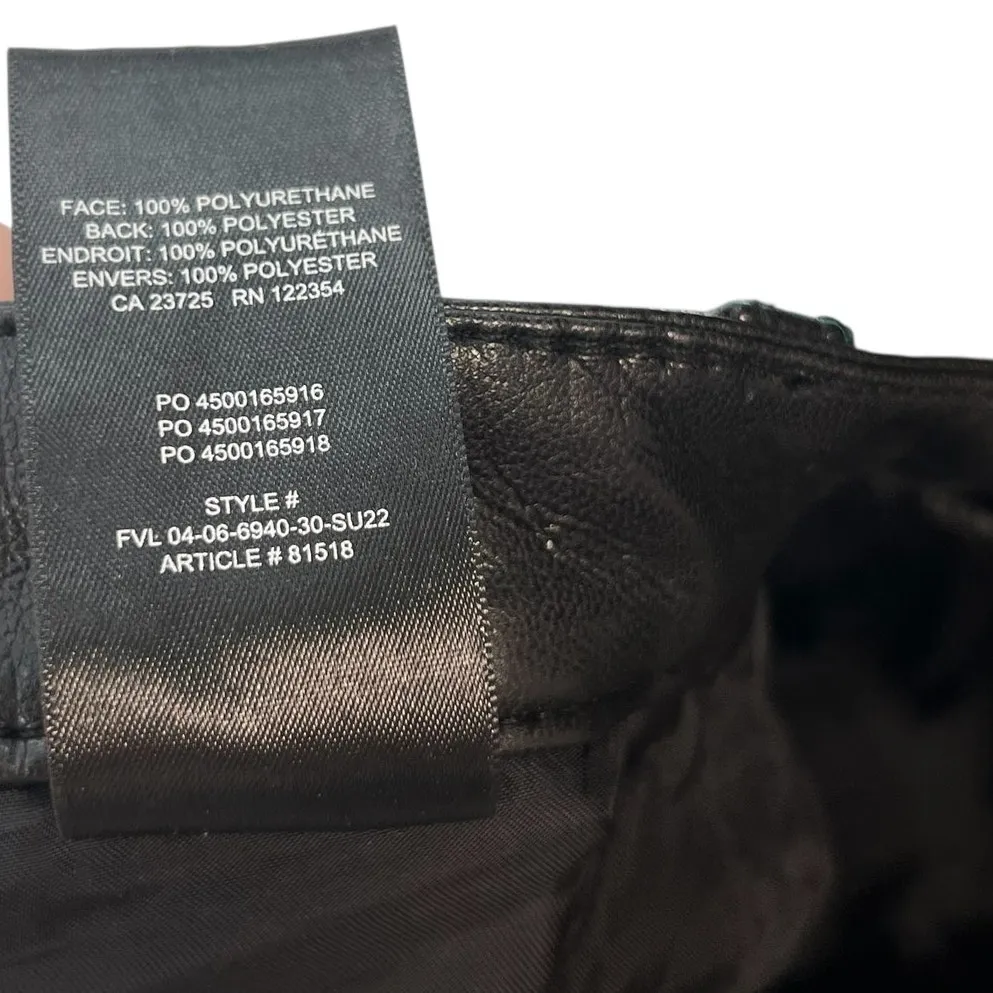 FACE: 100% POLYURETHANE
BACK: 100% POLYESTER
ENDROIT: 100% POLYURÉTHANE
ENVERS: 100% POLYESTER
CA 23725 RN 122354
PO 4500165916
PO 4500165917
PO 4500165918
STYLE #
FVL 04-06-6940-30-SU22
ARTICLE # 81518